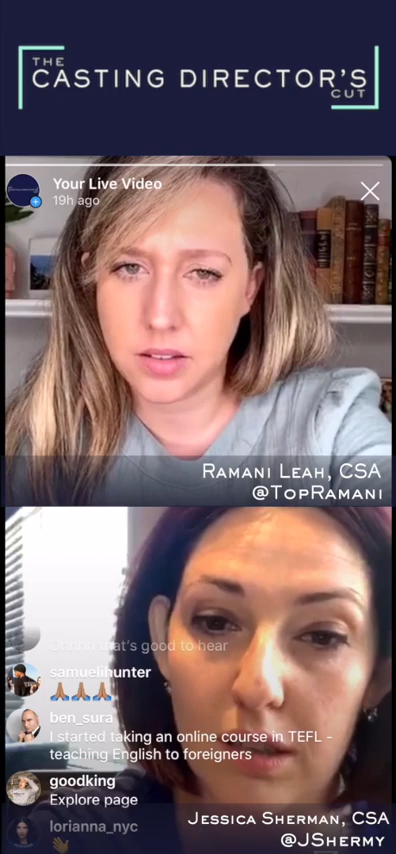 THE
CASTING DIRECTOR'S
CUT
Your Live Video
19h ago
Ramani Leah, CSA
@TopRamani
that's good to hear
samuelihunter
🙏🏽🙏🏽🙏🏽
ben_sura
I started taking an online course in TEFL -
teaching English to foreigners
goodking
Explore page
lorianna_nyc
👋
Jessica Sherman, CSA
@JShermy